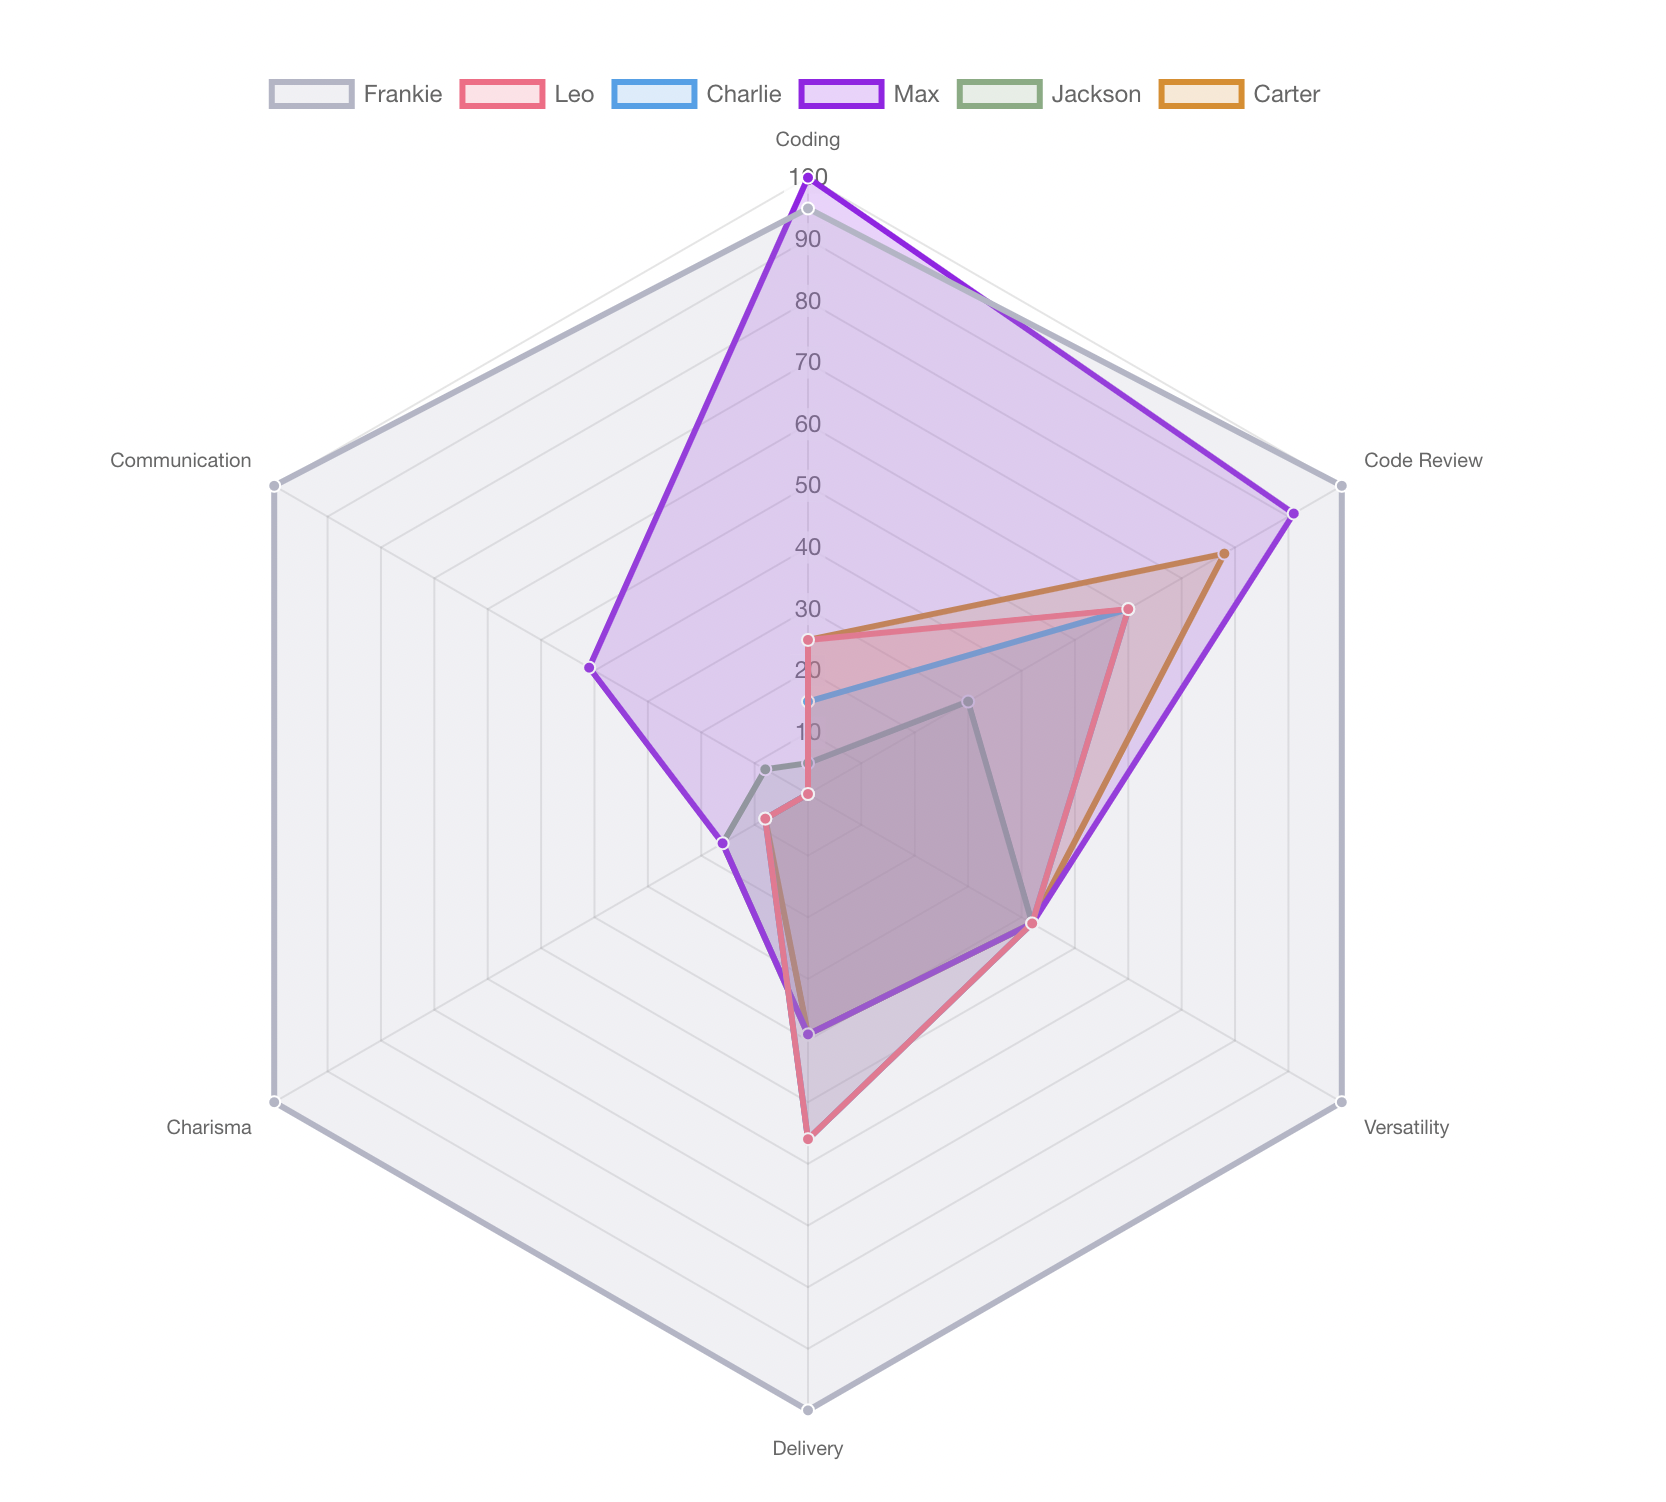 Frankie Leo Charlie Max Jackson Carter
Coding
100
90
80
70
60
50
40
30
20
10
Communication
Code Review
Charisma
Versatility
Delivery